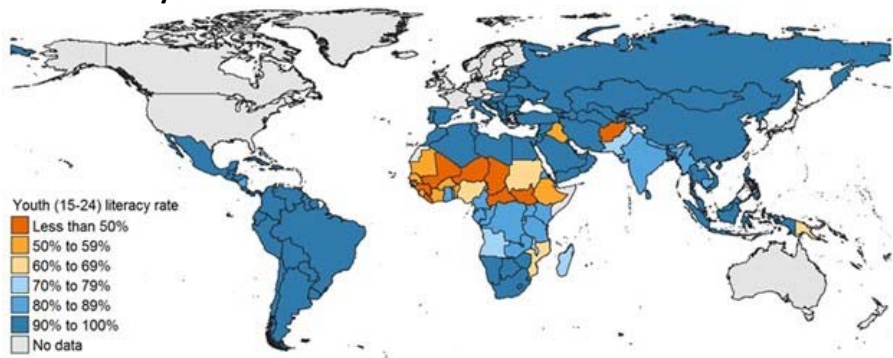 Youth (15-24) literacy rate
Less than 50%
50% to 59%
60% to 69%
70% to 79%
80% to 89%
90% to 100%
No data